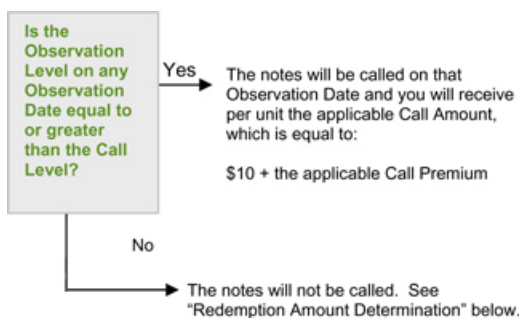 Is the
Observation
Level on any
Observation
Date equal to
or greater
than the Call
Level?
Yes
The notes will be called on that
Observation Date and you will receive
per unit the applicable Call Amount,
which is equal to:
$10 + the applicable Call Premium
No
The notes will not be called. See
“Redemption Amount Determination” below.